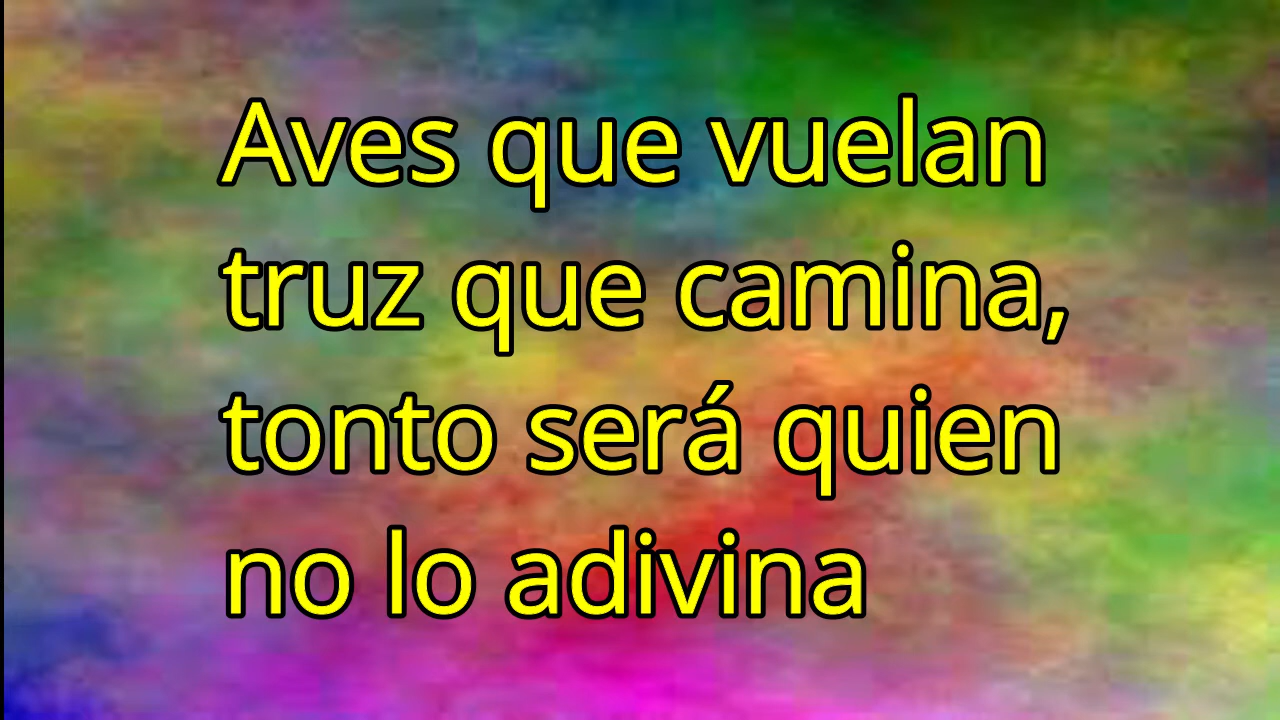 Aves que vuelan
truz que camina,
tonto será quien
no lo adivina